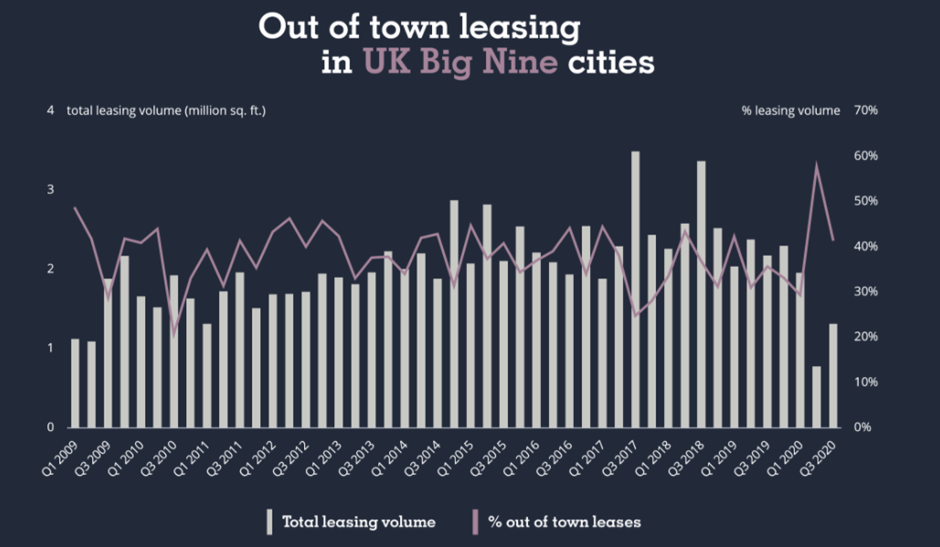 Out of town leasing
in UK Big Nine cities
4 total leasing volume (million sq. ft.)
% leasing volume 70%
60%
3
50%
40%
2
30%
1
20%
10%
0
0%
Q1 2009
Q3 2009
Q1 2010
Q3 2010
Q1 2011
Q3 2011
Q1 2012
Q3 2012
Q1 2013
Q3 2013
Q1 2014
Q3 2014
Q1 2015
Q3 2015
Q1 2016
Q3 2016
Q1 2017
Q3 2017
Q1 2018
Q3 2018
Q1 2019
Q3 2019
Q1 2020
Q3 2020
Total leasing volume
% out of town leases